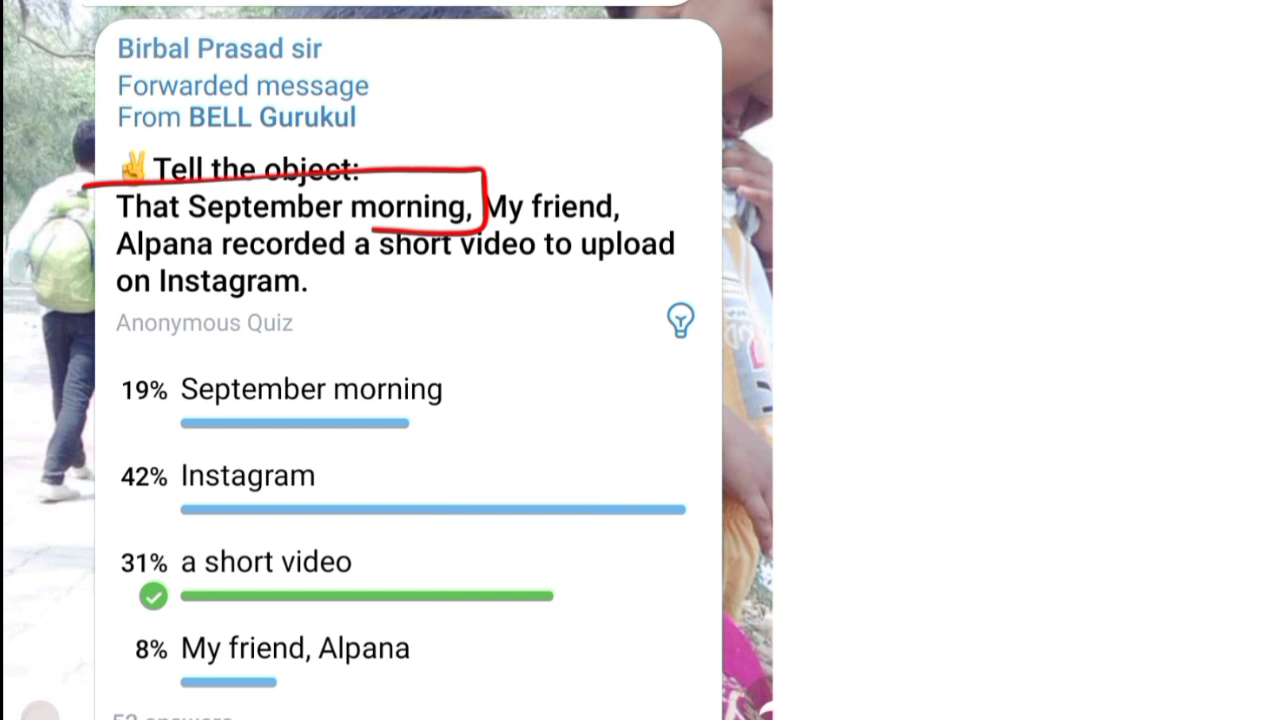 Birbal Prasad sir
Forwarded message
From BELL Gurukul
✌Tell the object:
That September morning, My friend,
Alpana recorded a short video to upload
on Instagram.
Anonymous Quiz
19% September morning
42% Instagram
31% a short video
8% My friend, Alpana